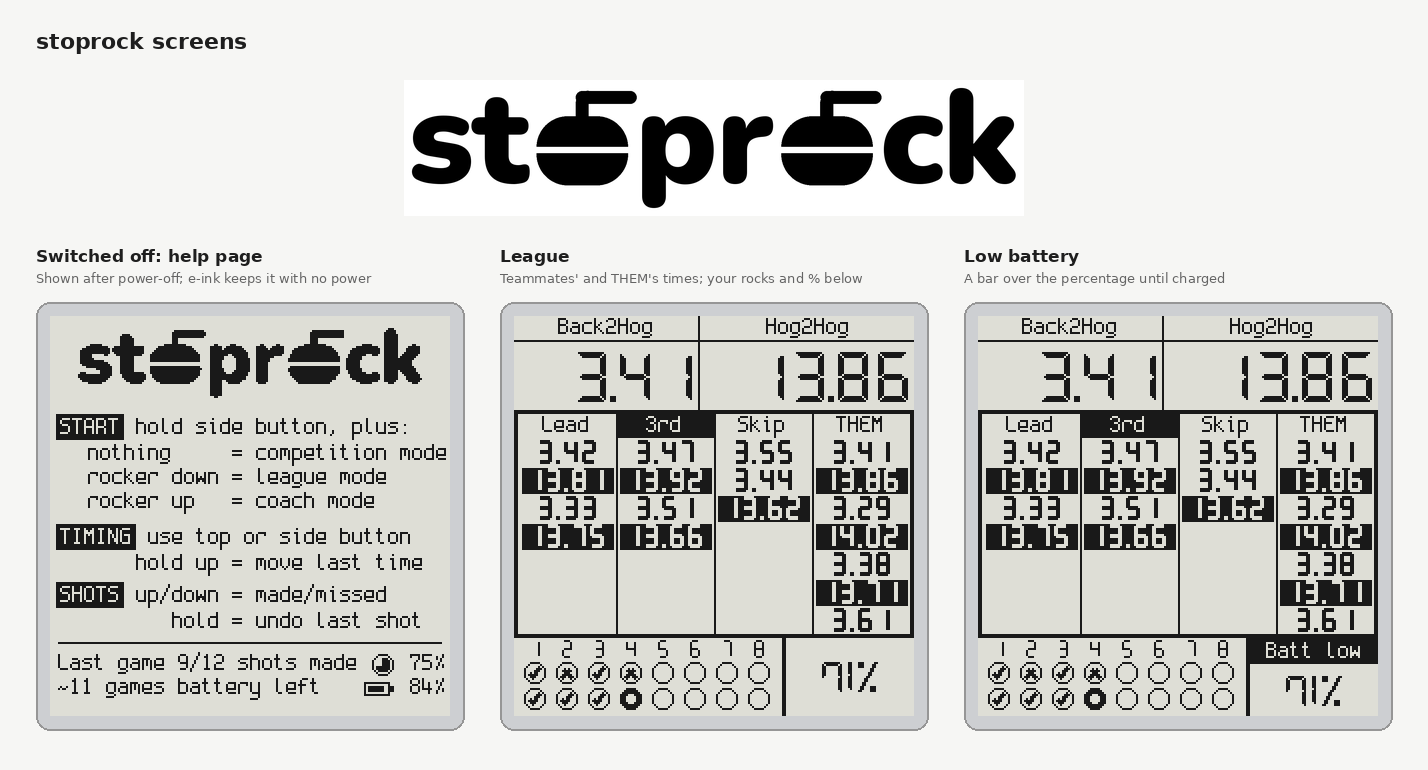 stoprock screens
stoprock
Switched off: help page
Shown after power-off; e-ink keeps it with no power
stoprock
START hold side button, plus:
nothing = competition mode
rocker down = league mode
rocker up = coach mode
TIMING use top or side button
hold up = move last time
SHOTS up/down = made/missed
hold = undo last shot
Last game 9/12 shots made 75%
~11 games battery left 84%
League
Teammates' and THEM's times; your rocks and % below
Back2Hog Hog2Hog
3.41 13.86
Lead 3rd Skip THEM
3.42 3.47 3.55 3.41
13.81 13.92 3.44 13.86
3.33 3.51 13.62 3.29
13.75 13.66 14.02
3.38
13.71
3.61
1 2 3 4 5 6 7 8
71%
Low battery
A bar over the percentage until charged
Back2Hog Hog2Hog
3.41 13.86
Lead 3rd Skip THEM
3.42 3.47 3.55 3.41
13.81 13.92 3.44 13.86
3.33 3.51 13.62 3.29
13.75 13.66 14.02
3.38
13.71
3.61
1 2 3 4 5 6 7 8
Batt low
71%